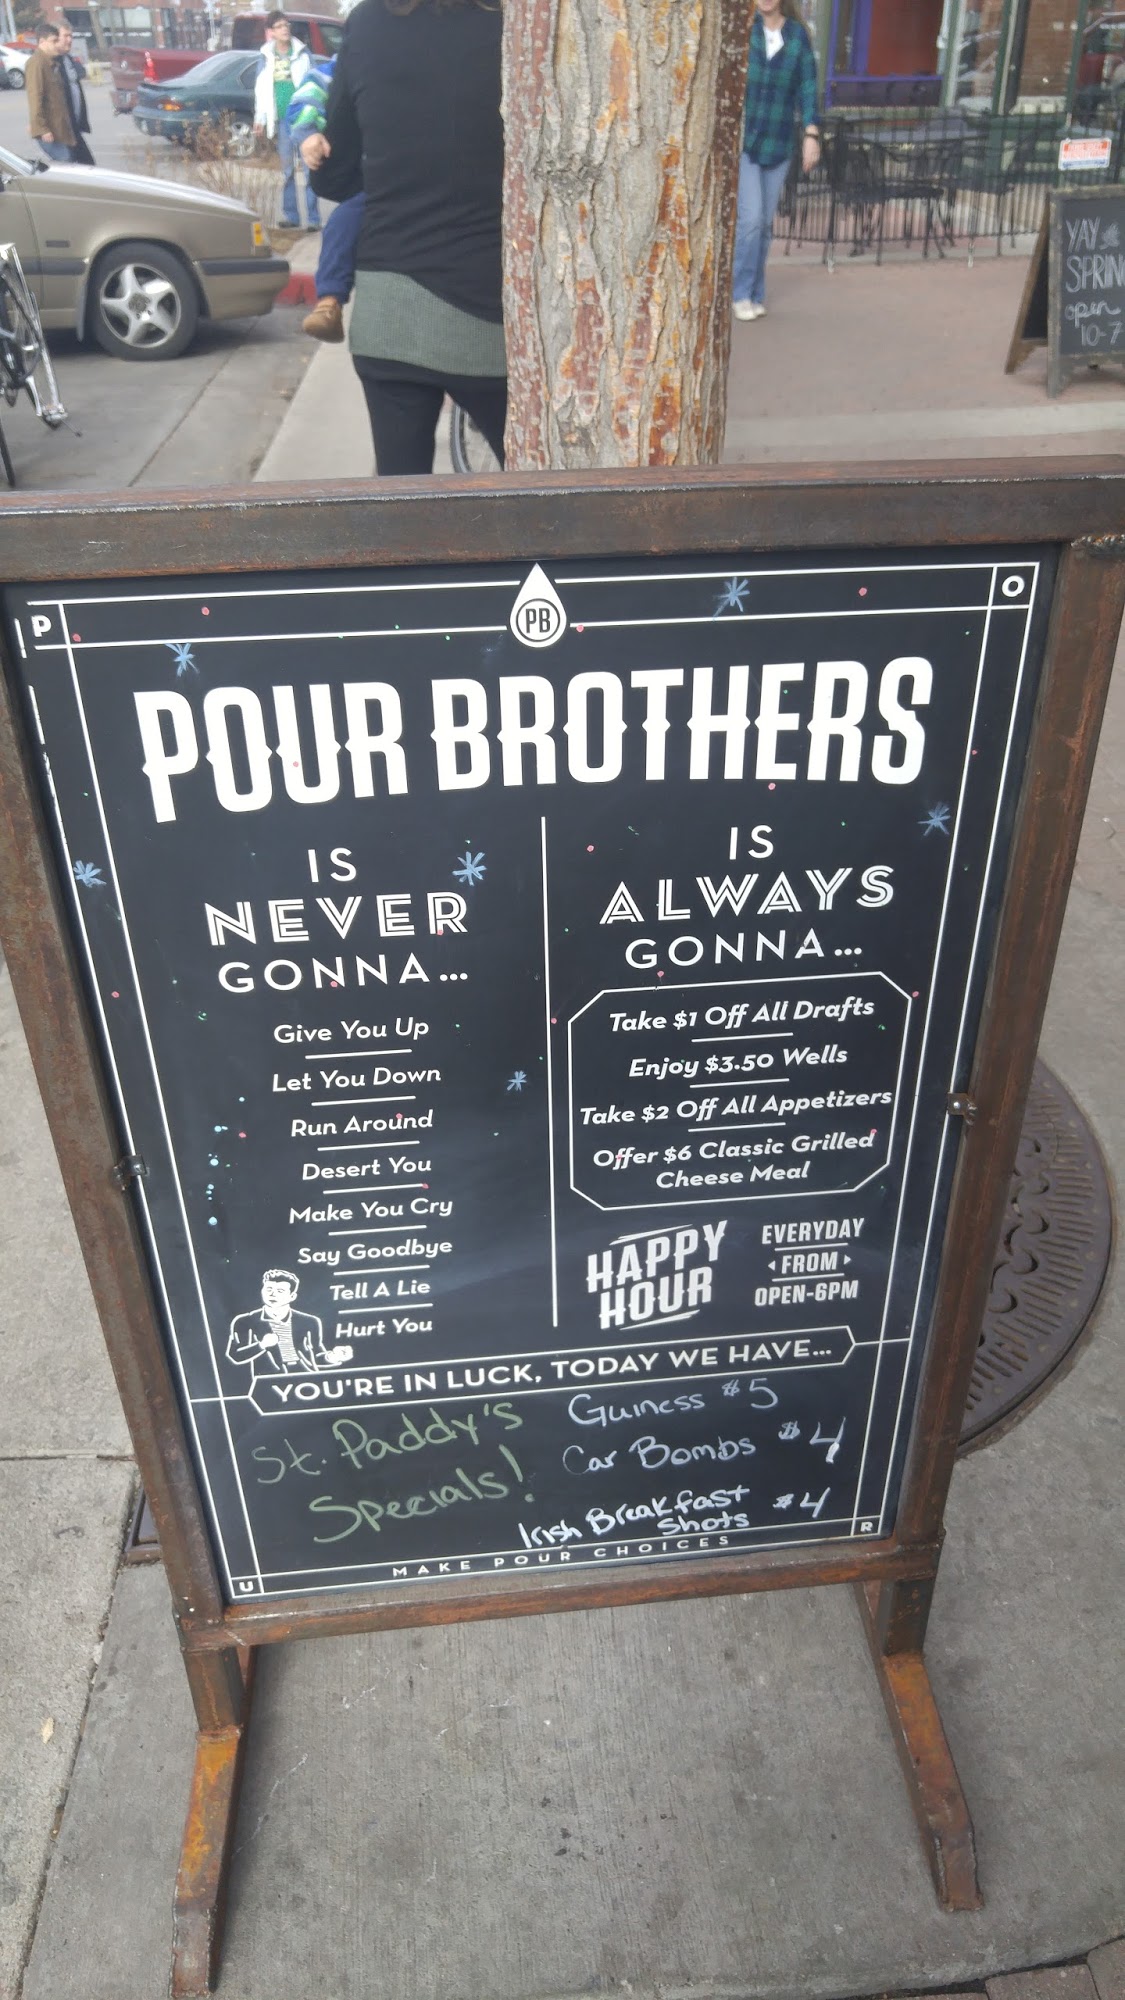 YAY
SPRIN
open
10-7
P
PB
O
POUR BROTHERS
IS
NEVER
GONNA...
Give You Up
Let You Down
Run Around
Desert You
Make You Cry
Say Goodbye
Tell A Lie
Hurt You
IS
ALWAYS
GONNA...
Take $1 Off All Drafts
Enjoy $3.50 Wells
Take $2 Off All Appetizers
Offer $6 Classic Grilled
Cheese Meal
HAPPY
HOUR
EVERYDAY
FROM
OPEN-6PM
YOU'RE IN LUCK, TODAY WE HAVE...
St. Paddy's
Specials!
Guiness $5
Car Bombs $4
Irish Breakfast
Shots $4
U
MAKE POUR CHOICES
R